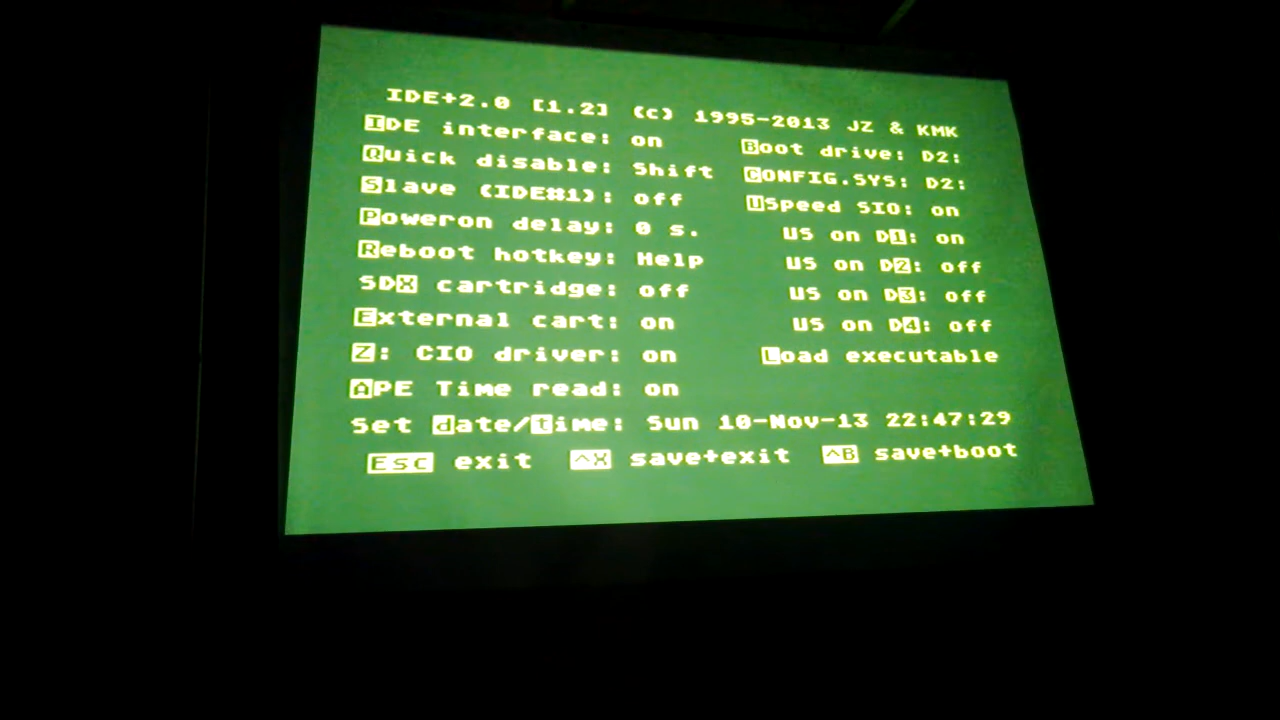 IDE+2.0 [1.2] (c) 1995-2013 JZ & KMK
IDE interface: on Boot drive: D2:
Quick disable: Shift CONFIG.SYS: D2:
Slave (IDE#1): off USpeed SIO: on
Poweron delay: 0 s. US on D1: on
Reboot hotkey: Help US on D2: off
SDX cartridge: off US on D3: off
External cart: on US on D4: off
Z: CIO driver: on Load executable
APE Time read: on
Set date/time: Sun 10-Nov-13 22:47:29
Esc exit ^X save+exit ^B save+boot